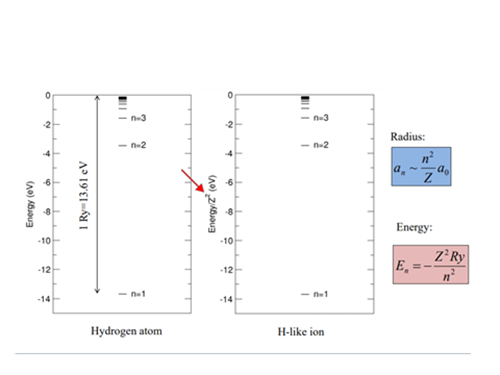 0
-2
-4
-6
-8
-10
-12
-14
Energy (eV)
1 Ry=13.61 eV
n=3
n=2
n=1
Hydrogen atom
0
-2
-4
-6
-8
-10
-12
-14
Energy/Z² (eV)
n=3
n=2
n=1
H-like ion
Radius:
aₙ ~ n²/Z a₀
Energy:
Eₙ = − Z²Ry/n²